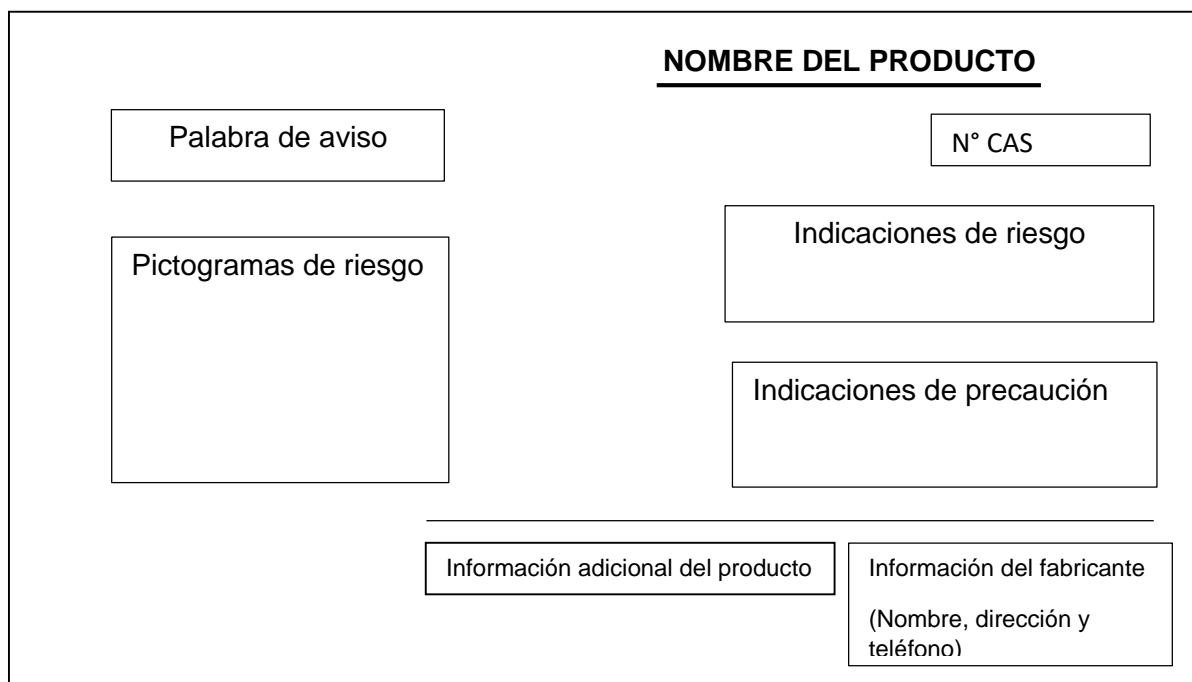 NOMBRE DEL PRODUCTO
Palabra de aviso
N° CAS
Pictogramas de riesgo
Indicaciones de riesgo
Indicaciones de precaución
Información adicional del producto
Información del fabricante
(Nombre, dirección y
teléfono)